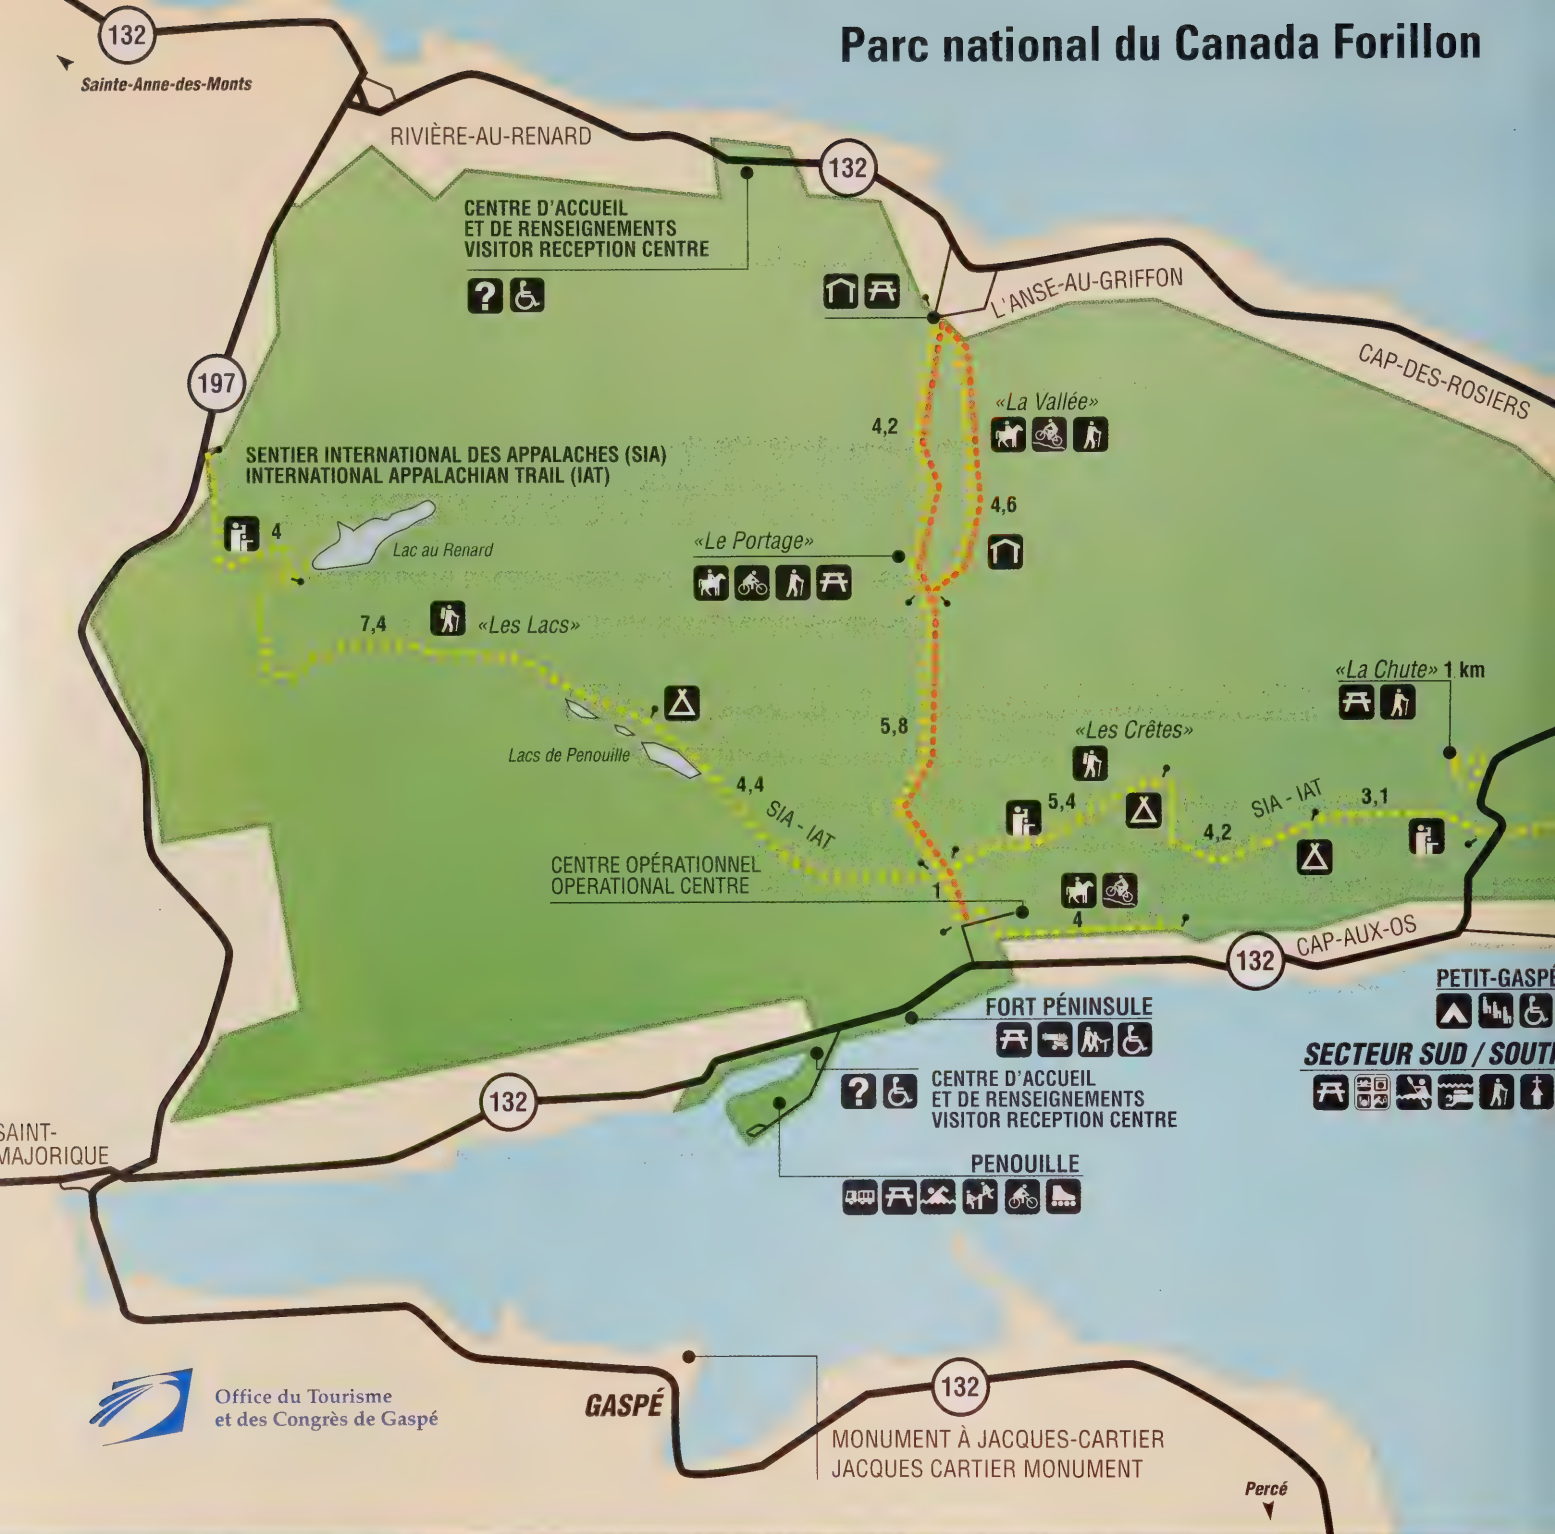 Parc national du Canada Forillon
132
Sainte-Anne-des-Monts
RIVIÈRE-AU-RENARD
132
CENTRE D'ACCUEIL
ET DE RENSEIGNEMENTS
VISITOR RECEPTION CENTRE
?
L'ANSE-AU-GRIFFON
CAP-DES-ROSIERS
197
«La Vallée»
4,2
SENTIER INTERNATIONAL DES APPALACHES (SIA)
INTERNATIONAL APPALACHIAN TRAIL (IAT)
4,6
4
Lac au Renard
«Le Portage»
7,4
«Les Lacs»
«La Chute» 1 km
5,8
«Les Crêtes»
Lacs de Penouille
4,4
SIA - IAT
5,4
SIA - IAT
3,1
4,2
CENTRE OPÉRATIONNEL
OPERATIONAL CENTRE
1
4
132
CAP-AUX-OS
PETIT-GASPÉ
FORT PÉNINSULE
SECTEUR SUD / SOUT
?
CENTRE D'ACCUEIL
ET DE RENSEIGNEMENTS
VISITOR RECEPTION CENTRE
132
SAINT-
MAJORIQUE
PENOUILLE
Office du Tourisme
et des Congrès de Gaspé
GASPÉ
132
MONUMENT À JACQUES-CARTIER
JACQUES CARTIER MONUMENT
Percé